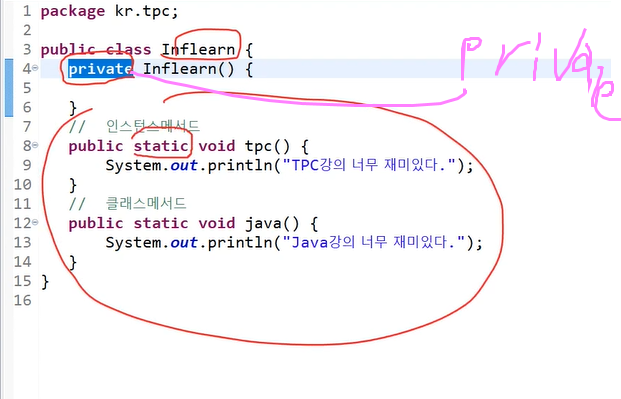 1 package kr.tpc;
2
3 public class Inflearn {
4 private Inflearn() {
5
6 }
7 // 인스턴스메서드
8 public static void tpc() {
9 System.out.println("TPC강의 너무 재미있다.");
10 }
11 // 클래스메서드
12 public static void java() {
13 System.out.println("Java강의 너무 재미있다.");
14 }
15 }
16
private